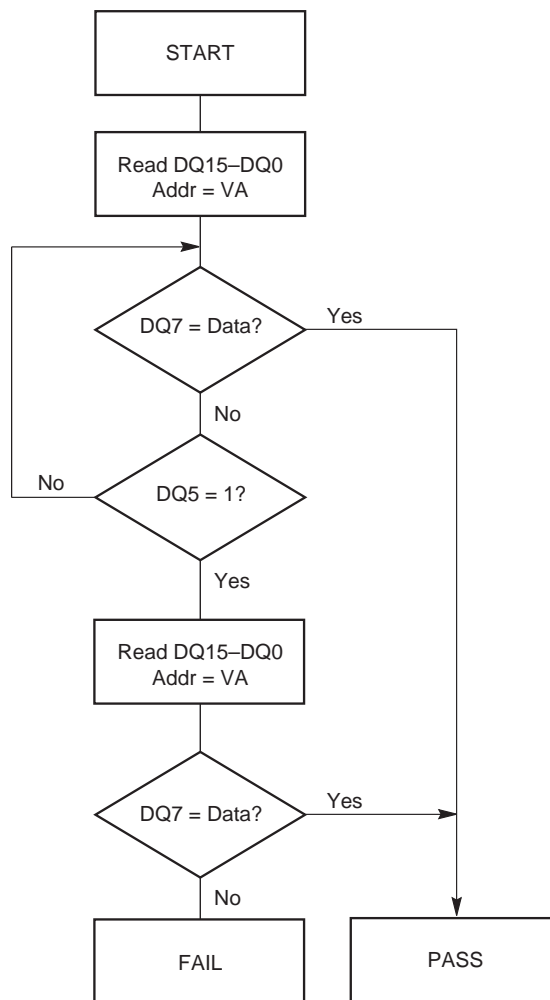 START
Read DQ15–DQ0
Addr = VA
DQ7 = Data?
Yes
No
No
DQ5 = 1?
Yes
Read DQ15–DQ0
Addr = VA
DQ7 = Data?
Yes
No
FAIL
PASS